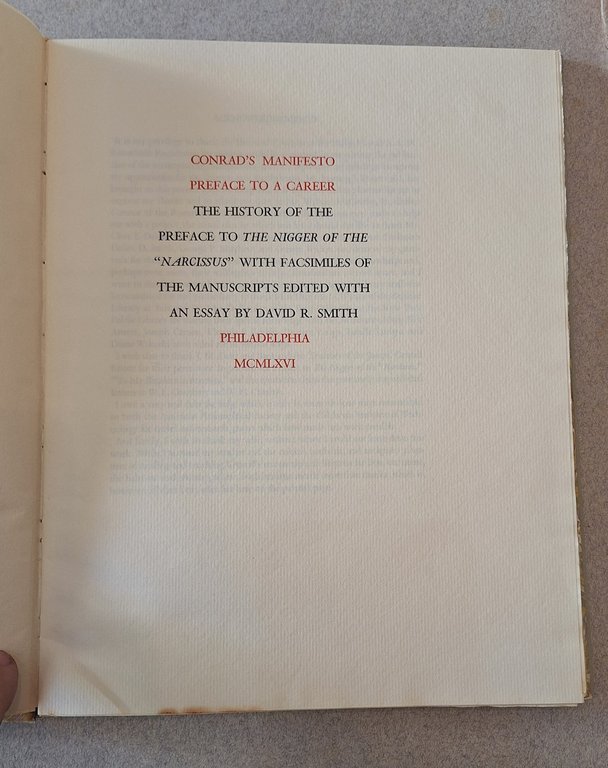 CONRAD'S MANIFESTO
PREFACE TO A CAREER
THE HISTORY OF THE
PREFACE TO THE NIGGER OF THE
“NARCISSUS” WITH FACSIMILES OF
THE MANUSCRIPTS EDITED WITH
AN ESSAY BY DAVID R. SMITH
PHILADELPHIA
MCMLXVI